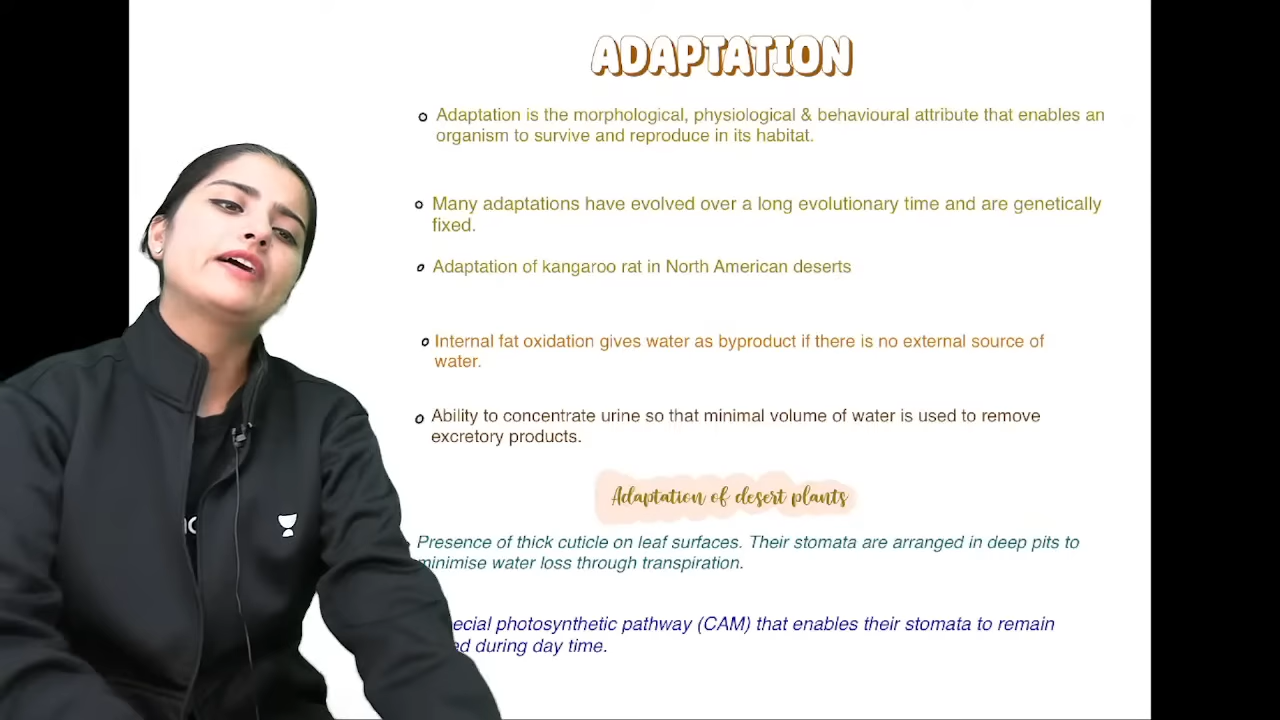 ADAPTATION
Adaptation is the morphological, physiological & behavioural attribute that enables an
organism to survive and reproduce in its habitat.
Many adaptations have evolved over a long evolutionary time and are genetically
fixed.
Adaptation of kangaroo rat in North American deserts
Internal fat oxidation gives water as byproduct if there is no external source of
water.
Ability to concentrate urine so that minimal volume of water is used to remove
excretory products.
Adaptation of desert plants
Presence of thick cuticle on leaf surfaces. Their stomata are arranged in deep pits to
minimise water loss through transpiration.
photosynthetic pathway (CAM) that enables their stomata to remain
during day time.